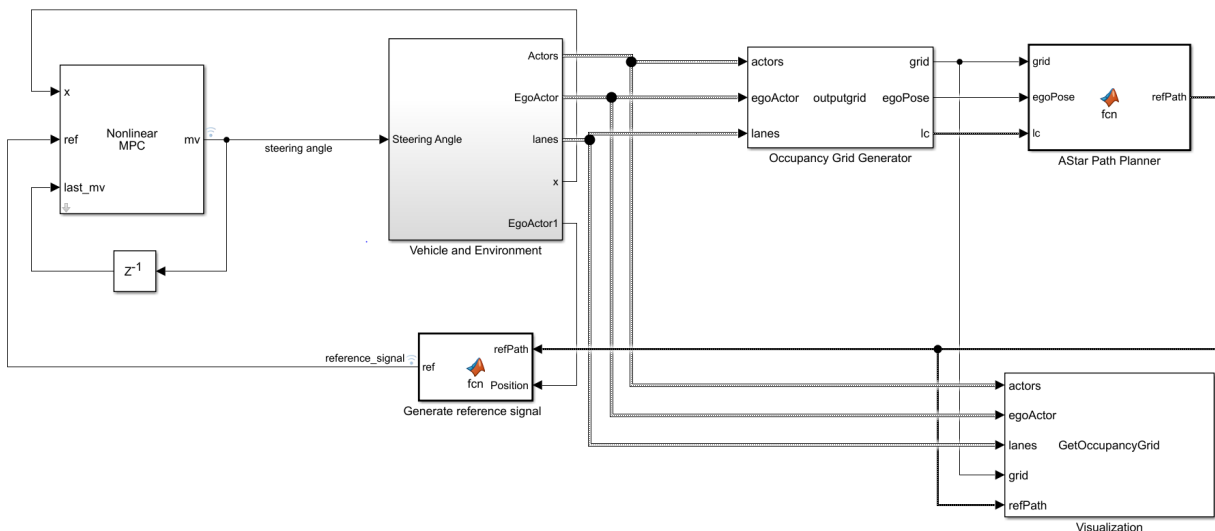 x
ref
last_mv
Nonlinear
MPC
mv
steering angle
Z-1
Steering Angle
Actors
EgoActor
lanes
x
EgoActor1
Vehicle and Environment
actors
egoActor
lanes
outputgrid
grid
egoPose
lc
Occupancy Grid Generator
grid
egoPose
lc
fcn
refPath
AStar Path Planner
reference_signal
ref
fcn
refPath
Position
Generate reference signal
actors
egoActor
lanes
grid
refPath
GetOccupancyGrid
Visualization